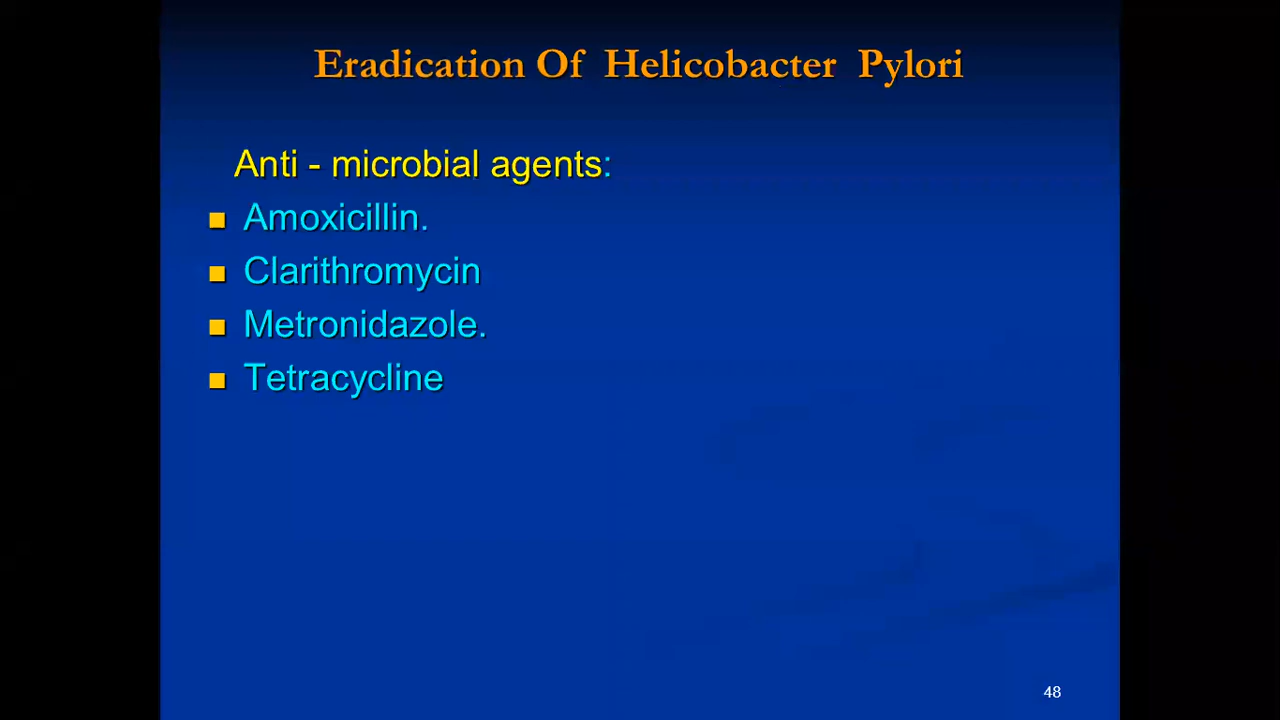 Eradication Of Helicobacter Pylori
Anti - microbial agents:
Amoxicillin.
Clarithromycin
Metronidazole.
Tetracycline
48